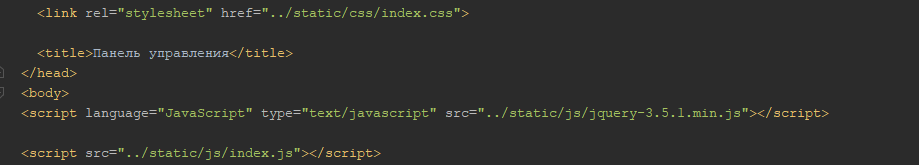 <link rel="stylesheet" href="../static/css/index.css">
<title>Панель управления</title>
</head>
<body>
<script language="JavaScript" type="text/javascript" src="../static/js/jquery-3.5.1.min.js"></script>
<script src="../static/js/index.js"></script>